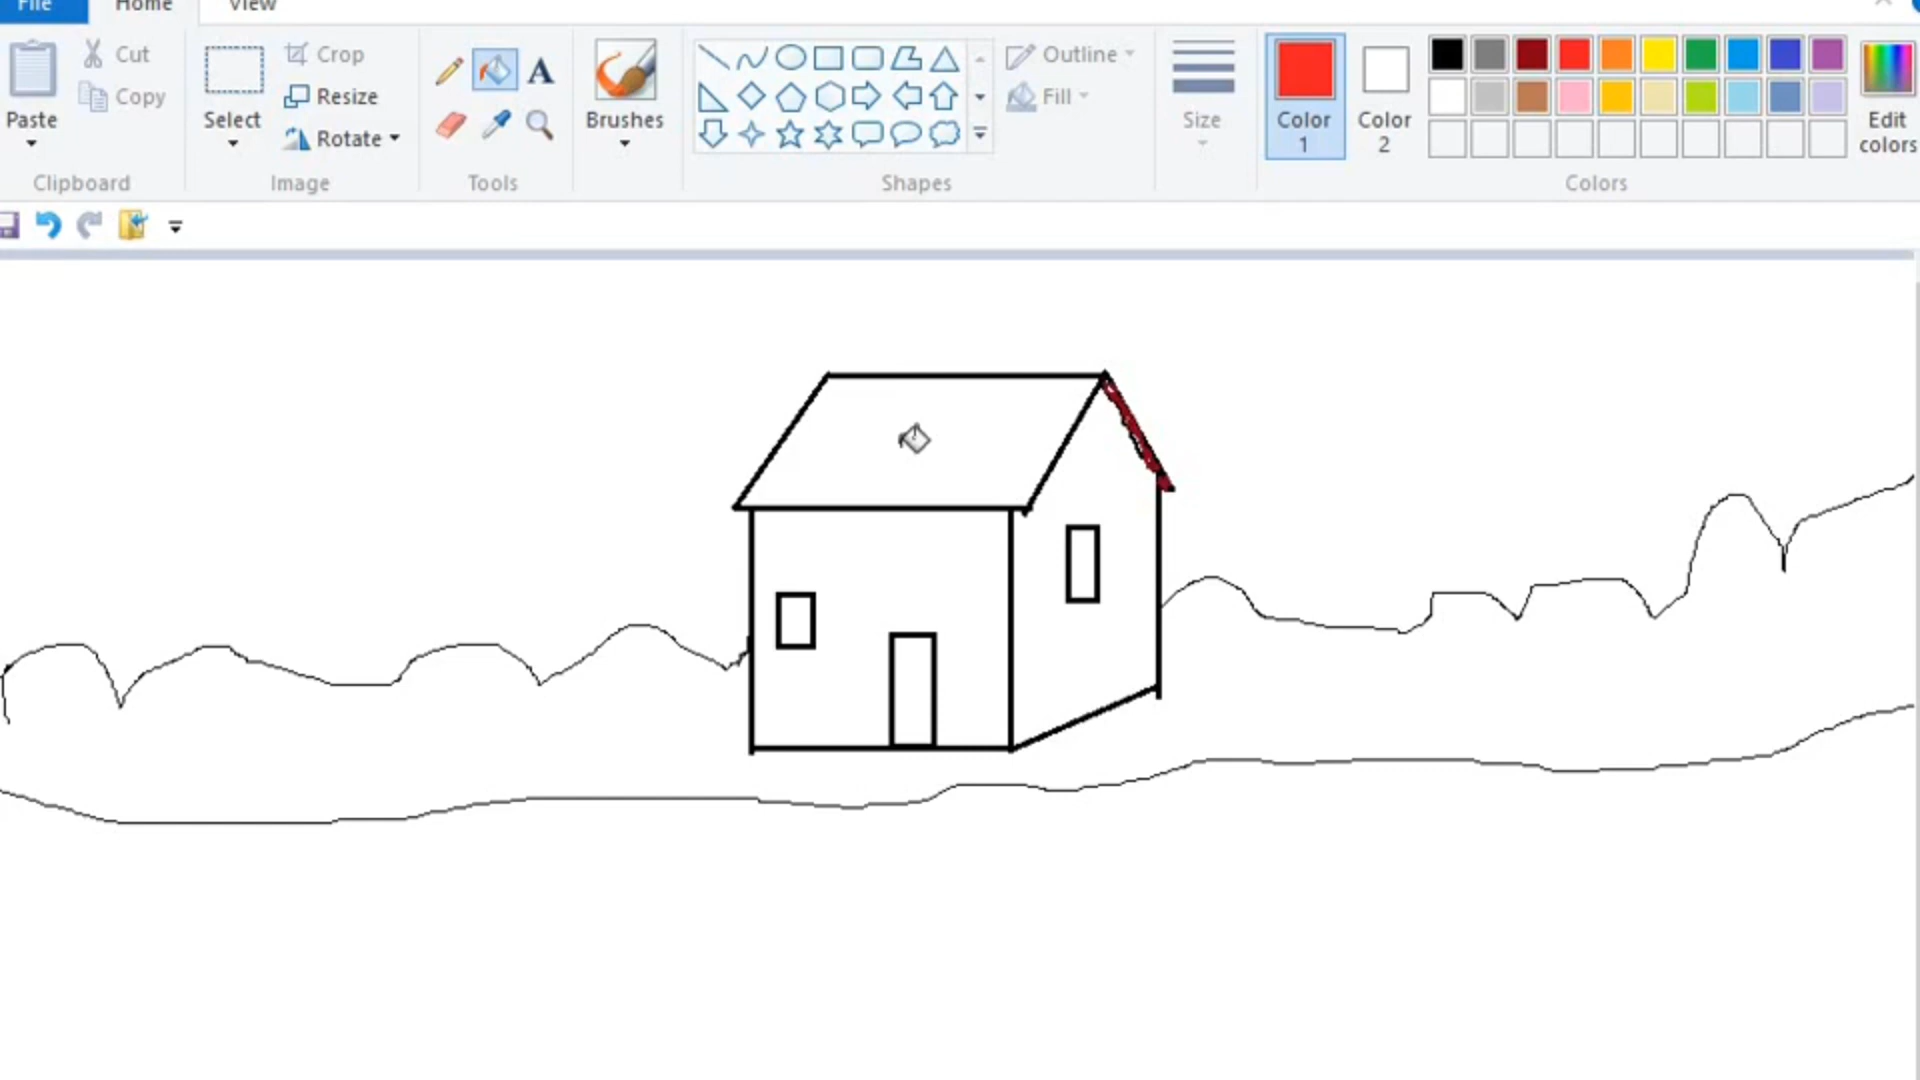 File Home View
Cut
Copy
Paste
Clipboard
Select
Crop
Resize
Rotate
Image
A
Tools
Brushes
Shapes
Outline
Fill
Size
Color
1
Color
2
Edit
colors
Colors